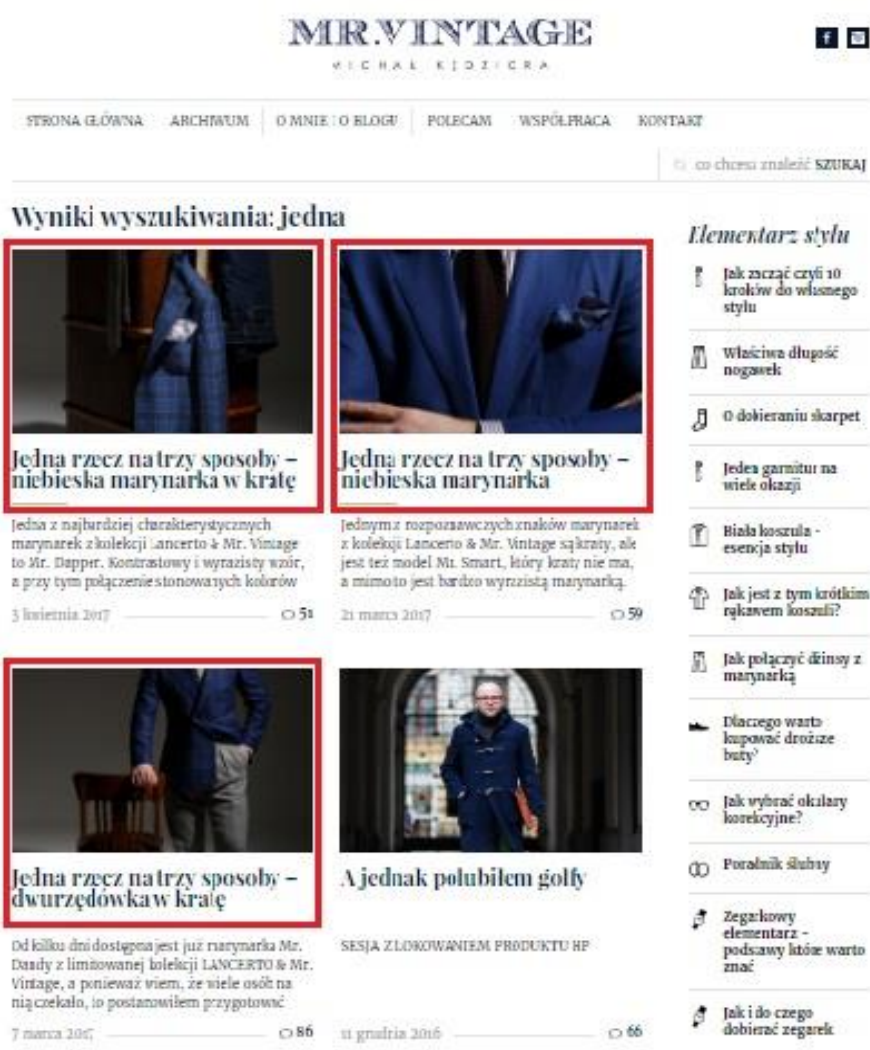 MR.VINTAGE
MICHAŁ KĘDZIORA
STRONA GŁÓWNA ARCHIWUM O MNIE I O BLOGU POLECAM WSPÓŁPRACA KONTAKT
co chcesz znaleźć SZUKAJ
Wyniki wyszukiwania: jedna
Jedna rzecz na trzy sposoby –
niebieska marynarka w kratę
Jedna z najbardziej charakterystycznych
marynarek z kolekcji Lancerto & Mr. Vintage
to Mr. Dapper. Kontrastowy i wyrazisty wzór,
a przy tym połączenie stonowanych kolorów
3 kwietnia 2017 51
Jedna rzecz na trzy sposoby –
niebieska marynarka
Jednym z rozpoznawczych znaków marynarek
z kolekcji Lancerto & Mr. Vintage są kraty, ale
jest też model Mr. Smart, który kraty nie ma,
a mimo to jest bardzo wyrazistą marynarką.
21 marca 2017 59
Jedna rzecz na trzy sposoby –
dwurzędówka w kratę
Od kilku dni dostępna jest już marynarka Mr.
Dandy z limitowanej kolekcji LANCERTO & Mr.
Vintage, a ponieważ wiem, że wiele osób na
nią czekało, to postanowiłem przygotować
7 marca 2017 86
A jednak polubiłem golfy
SESJA Z LOKOWANIEM PRODUKTU HP
11 grudnia 2016 66
Elementarz stylu
Jak zacząć czyli 10
kroków do własnego
stylu
Właściwa długość
nogawek
O dobieraniu skarpet
Jeden garnitur na
wiele okazji
Biała koszula -
esencja stylu
Jak jest z tym krótkim
rękawem koszuli?
Jak połączyć dżinsy z
marynarką
Dlaczego warto
kupować droższe
buty?
Jak wybrać okulary
korekcyjne?
Poradnik ślubny
Zegarkowy
elementarz -
podstawy które warto
znać
Jak i do czego
dobierać zegarek